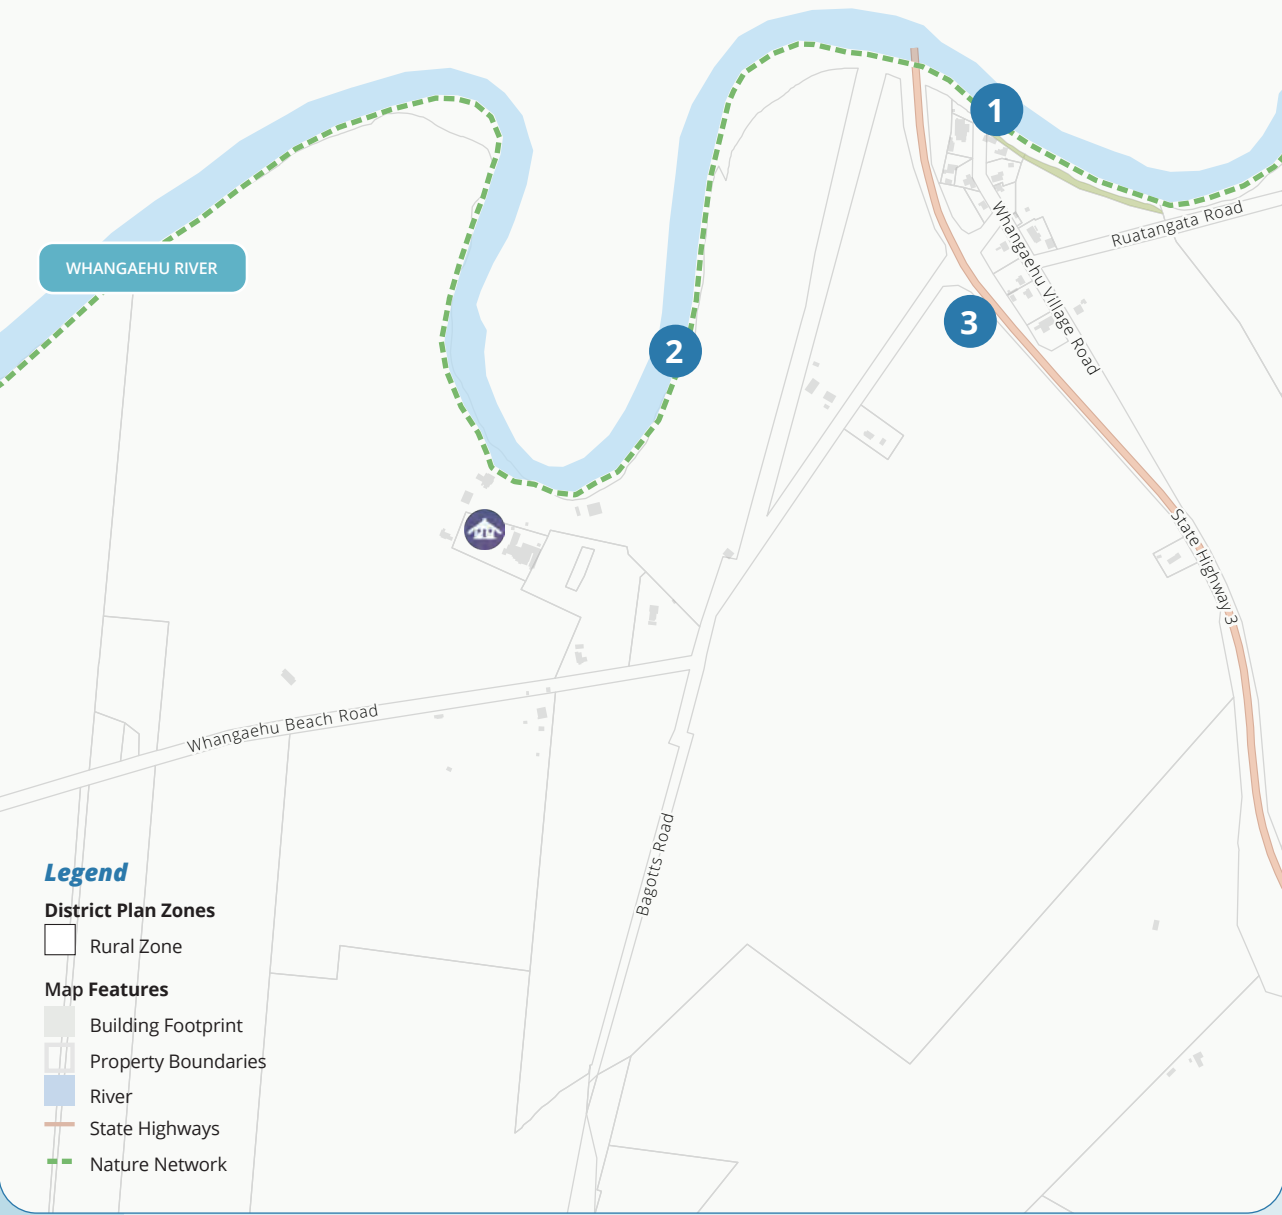 1
Whangaehu Village Road
Ruatangata Road
WHANGAEHU RIVER
2
3
State Highway 3
Whangaehu Beach Road
Bagotts Road
Legend
District Plan Zones
Rural Zone
Map Features
Building Footprint
Property Boundaries
River
State Highways
Nature Network